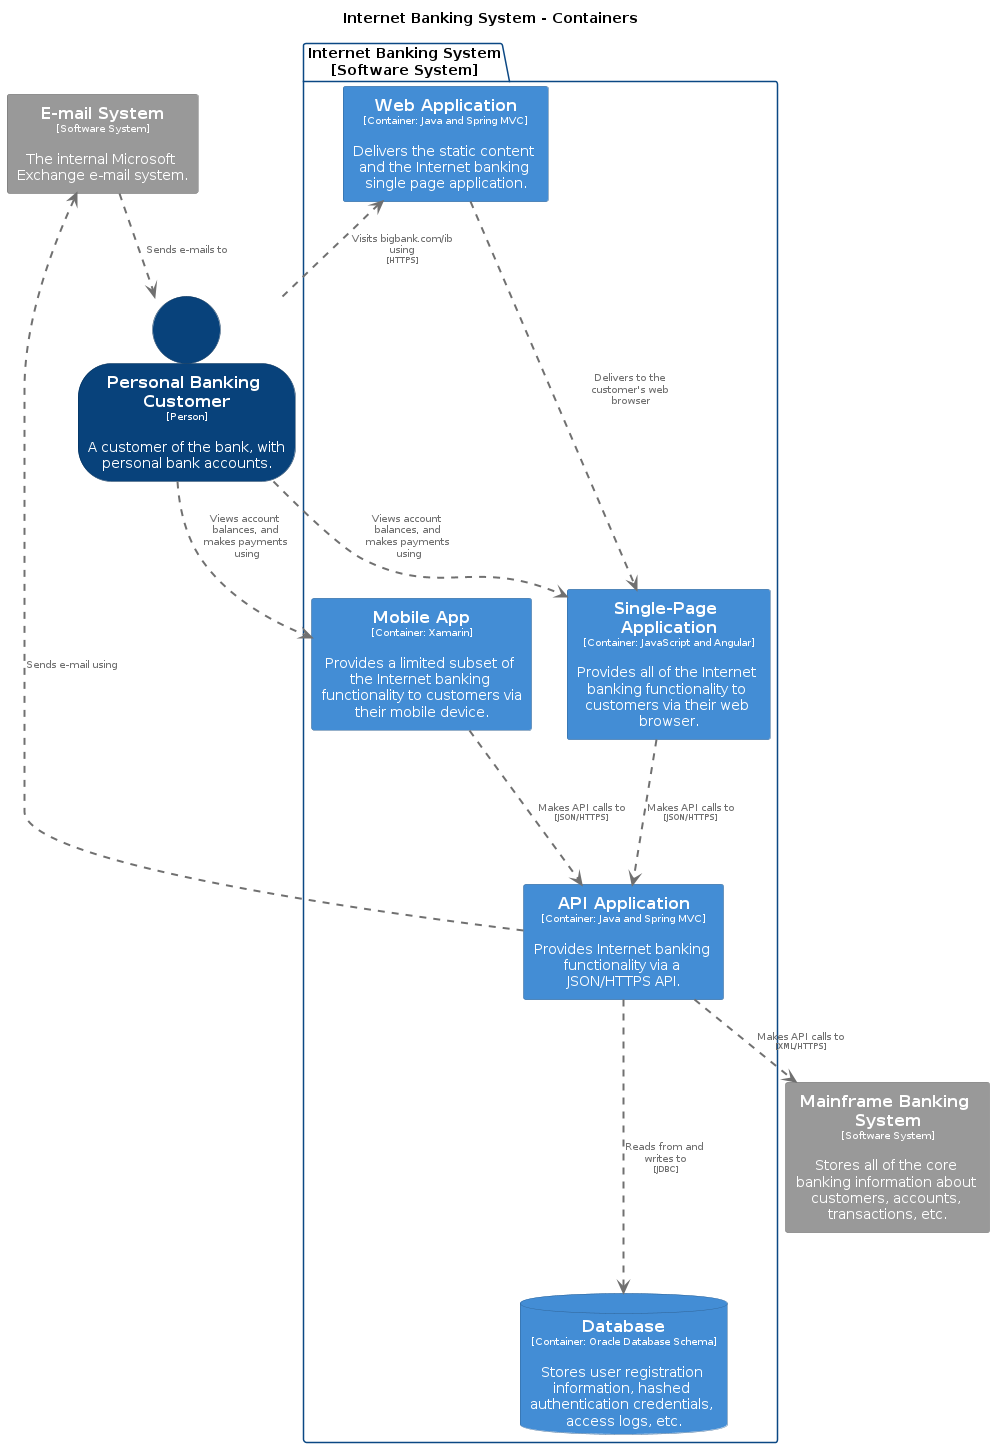 Internet Banking System - Containers
Internet Banking System
[Software System]
Web Application
[Container: Java and Spring MVC]
Delivers the static content
and the Internet banking
single page application.
E-mail System
[Software System]
The internal Microsoft
Exchange e-mail system.
Visits bigbank.com/ib
using
[HTTPS]
Sends e-mails to
Personal Banking
Customer
[Person]
A customer of the bank, with
personal bank accounts.
Delivers to the
customer's web
browser
Views account
balances, and
makes payments
using
Views account
balances, and
makes payments
using
Mobile App
[Container: Xamarin]
Provides a limited subset of
the Internet banking
functionality to customers via
their mobile device.
Single-Page
Application
[Container: JavaScript and Angular]
Provides all of the Internet
banking functionality to
customers via their web
browser.
Sends e-mail using
Makes API calls to
[JSON/HTTPS]
Makes API calls to
[JSON/HTTPS]
API Application
[Container: Java and Spring MVC]
Provides Internet banking
functionality via a
JSON/HTTPS API.
Makes API calls to
[XML/HTTPS]
Mainframe Banking
System
[Software System]
Stores all of the core
banking information about
customers, accounts,
transactions, etc.
Reads from and
writes to
[JDBC]
Database
[Container: Oracle Database Schema]
Stores user registration
information, hashed
authentication credentials,
access logs, etc.